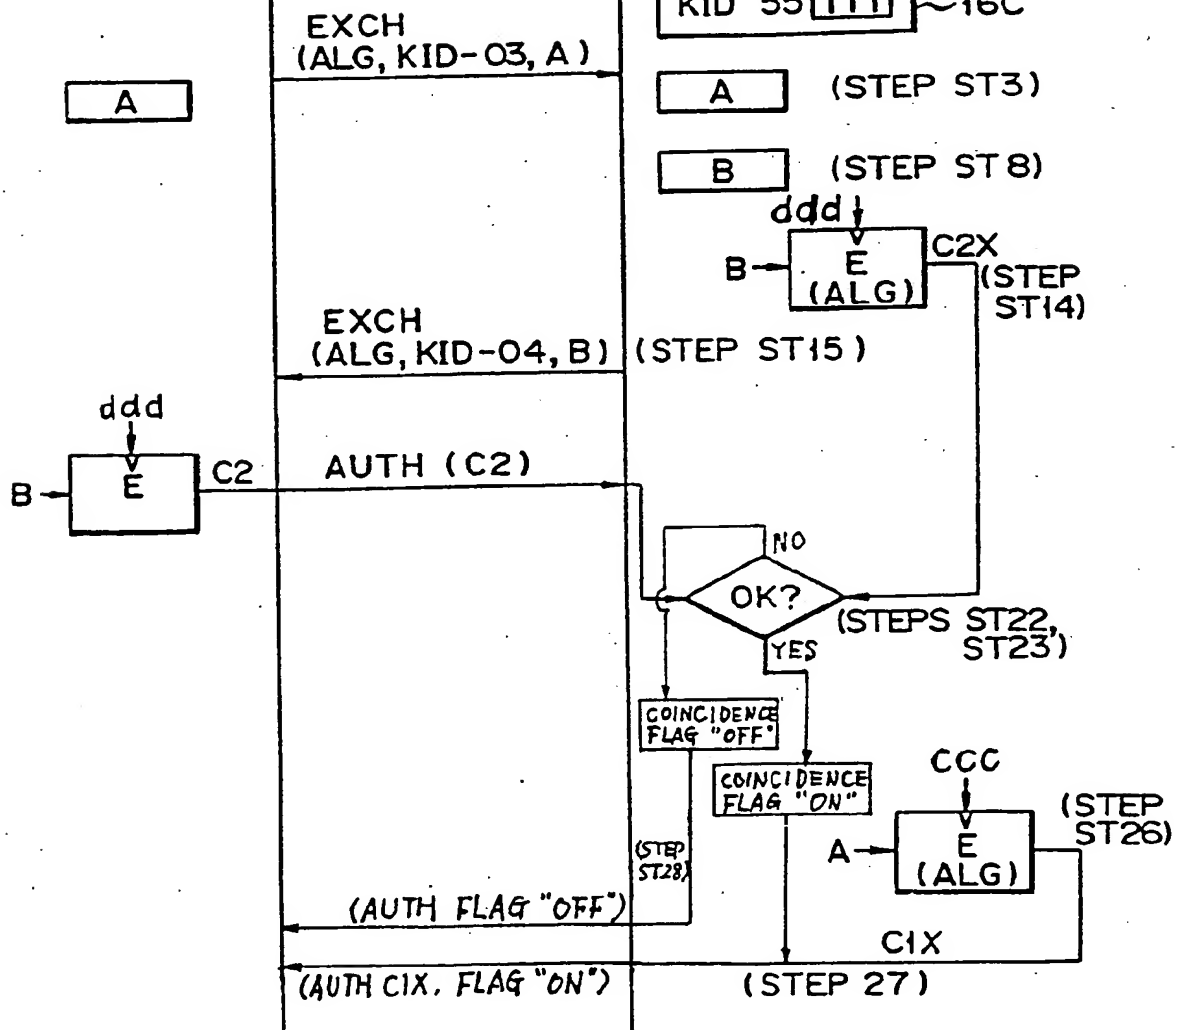 KID 55 16C
EXCH
(ALG, KID-03, A)
A
A (STEP ST3)
B (STEP ST8)
ddd
B
E
(ALG)
C2X
(STEP
ST14)
EXCH
(ALG, KID-04, B) (STEP ST15)
ddd
B
E
C2
AUTH (C2)
NO
OK?
(STEPS ST22,
ST23)
YES
COINCIDENCE
FLAG "OFF"
COINCIDENCE
FLAG "ON"
CCC
A
E
(ALG)
(STEP
ST26)
(STEP
ST28)
(AUTH FLAG "OFF")
C1X
(AUTH C1X, FLAG "ON")
(STEP 27)